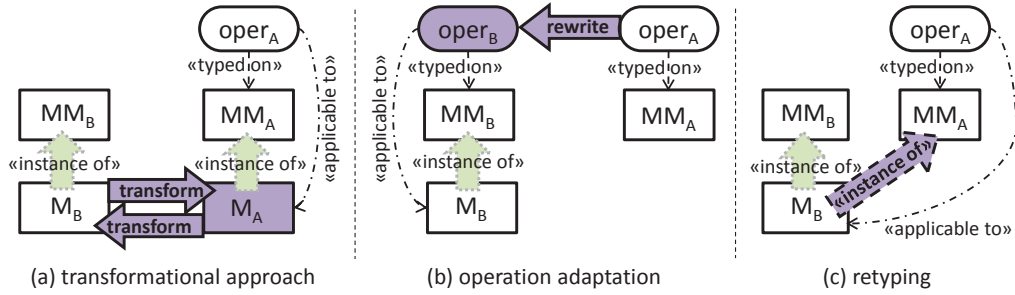 oper_A
«typed on»
MM_B
MM_A
«applicable to»
«instance of»
«instance of»
transform
M_B
M_A
transform
(a) transformational approach
oper_B
rewrite
oper_A
«typed on»
«applicable to»
MM_B
MM_A
«instance of»
M_B
(b) operation adaptation
oper_A
«typed on»
MM_B
MM_A
«instance of»
«instance of»
M_B
«applicable to»
(c) retyping